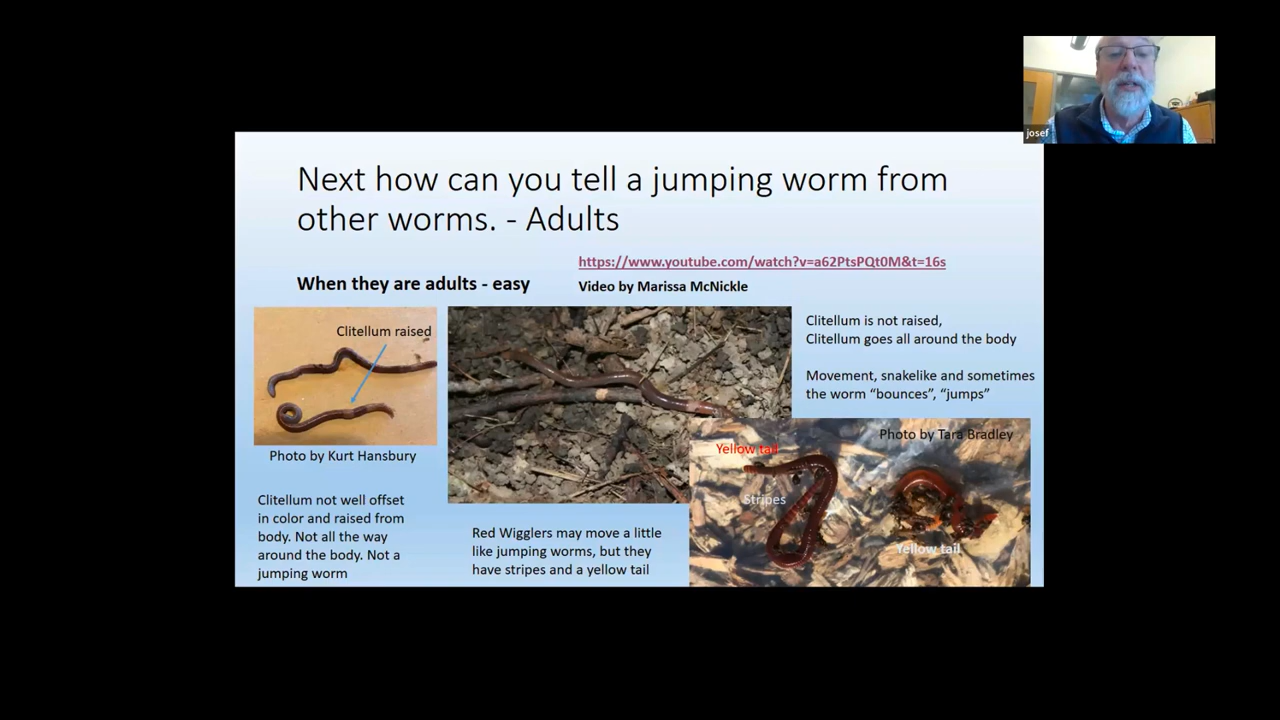 josef
Next how can you tell a jumping worm from
other worms. - Adults
https://www.youtube.com/watch?v=a62PtsPQt0M&t=16s
When they are adults - easy
Video by Marissa McNickle
Clitellum raised
Photo by Kurt Hansbury
Clitellum not well offset
in color and raised from
body. Not all the way
around the body. Not a
jumping worm
Red Wigglers may move a little
like jumping worms, but they
have stripes and a yellow tail
Clitellum is not raised,
Clitellum goes all around the body
Movement, snakelike and sometimes
the worm “bounces”, “jumps”
Photo by Tara Bradley
Yellow tail
Stripes
Yellow tail